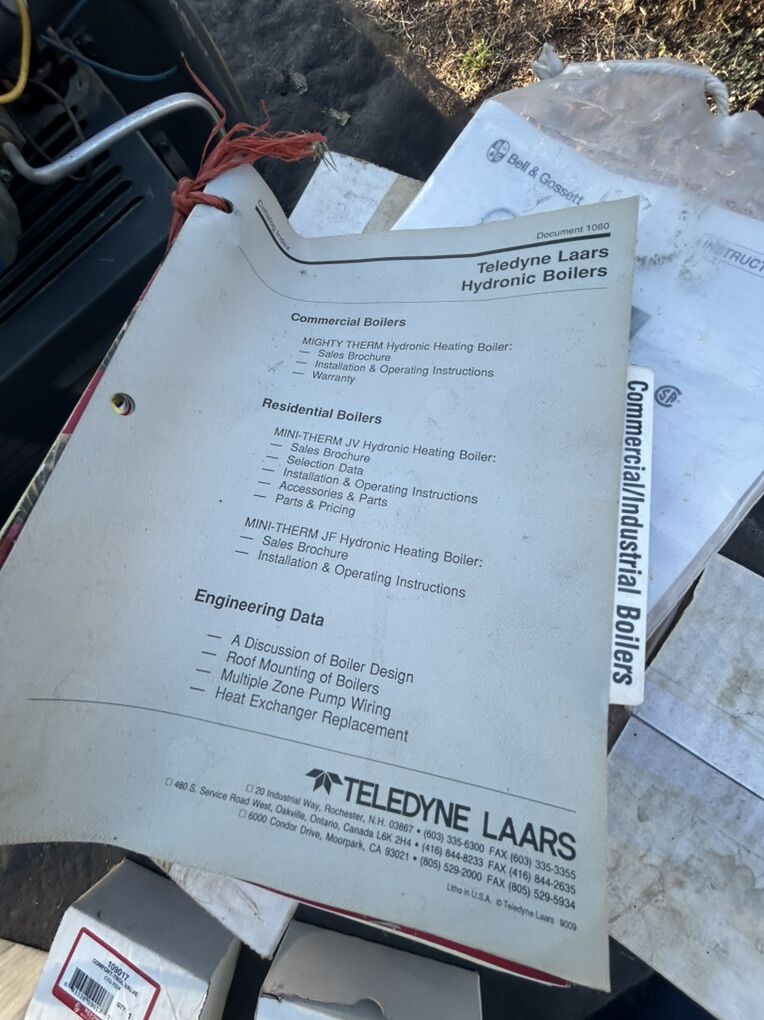 Bell & Gossett
INSTRUCT
Catalog Index
Document 1060
Teledyne Laars
Hydronic Boilers
Commercial Boilers
MIGHTY THERM Hydronic Heating Boiler:
— Sales Brochure
— Installation & Operating Instructions
— Warranty
Residential Boilers
MINI-THERM JV Hydronic Heating Boiler:
— Sales Brochure
— Selection Data
— Installation & Operating Instructions
— Accessories & Parts
— Parts & Pricing
MINI-THERM JF Hydronic Heating Boiler:
— Sales Brochure
— Installation & Operating Instructions
Engineering Data
— A Discussion of Boiler Design
— Roof Mounting of Boilers
— Multiple Zone Pump Wiring
— Heat Exchanger Replacement
TELEDYNE LAARS
☐ 20 Industrial Way, Rochester, N.H. 03867 • (603) 335-6300 FAX (603) 335-3355
☐ 480 S. Service Road West, Oakville, Ontario, Canada L6K 2H4 • (416) 844-8233 FAX (416) 844-2635
☐ 6000 Condor Drive, Moorpark, CA 93021 • (805) 529-2000 FAX (805) 529-5934
Litho in U.S.A. © Teledyne Laars 9009
Commercial/Industrial Boilers
109017
QTY 1